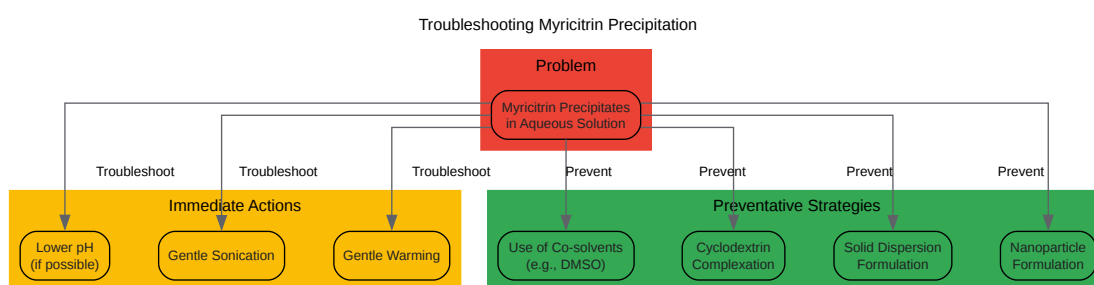 Troubleshooting Myricitrin Precipitation
Problem
Myricitrin Precipitates
in Aqueous Solution
Troubleshoot
Troubleshoot
Troubleshoot
Prevent
Prevent
Prevent
Prevent
Immediate Actions
Lower pH
(if possible)
Gentle Sonication
Gentle Warming
Preventative Strategies
Use of Co-solvents
(e.g., DMSO)
Cyclodextrin
Complexation
Solid Dispersion
Formulation
Nanoparticle
Formulation